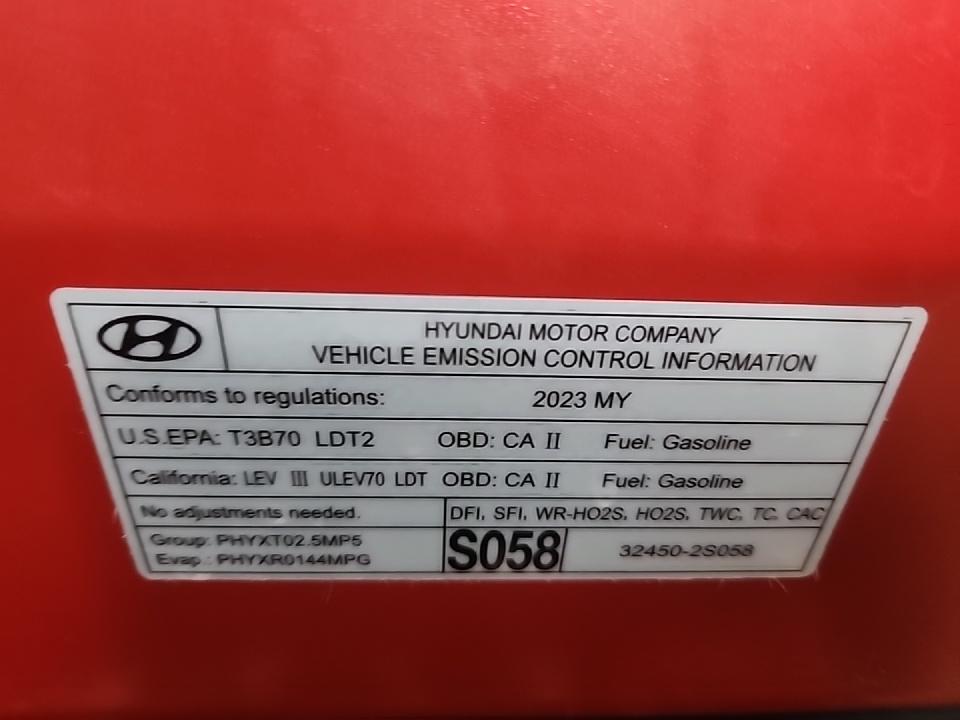 HYUNDAI MOTOR COMPANY
VEHICLE EMISSION CONTROL INFORMATION
Conforms to regulations: 2023 MY
U.S.EPA: T3B70 LDT2 OBD: CA II Fuel: Gasoline
California: LEV III ULEV70 LDT OBD: CA II Fuel: Gasoline
No adjustments needed. DFI, SFI, WR-HO2S, HO2S, TWC, TC, CAC
Group: PHYXT02.5MP5
Evap : PHYXR0144MPG
S058 32450-2S058